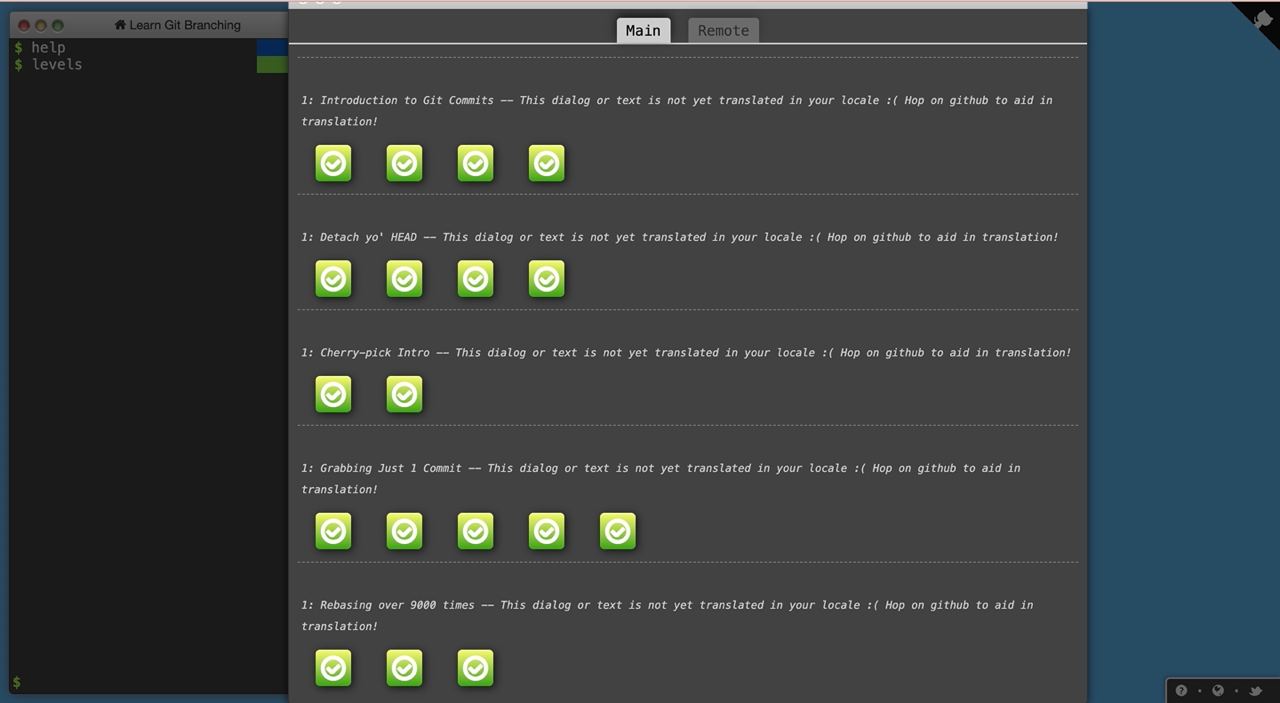 Learn Git Branching
$ help
$ levels
$
Main
Remote
1: Introduction to Git Commits -- This dialog or text is not yet translated in your locale :( Hop on github to aid in
translation!
1: Detach yo' HEAD -- This dialog or text is not yet translated in your locale :( Hop on github to aid in translation!
1: Cherry-pick Intro -- This dialog or text is not yet translated in your locale :( Hop on github to aid in translation!
1: Grabbing Just 1 Commit -- This dialog or text is not yet translated in your locale :( Hop on github to aid in
translation!
1: Rebasing over 9000 times -- This dialog or text is not yet translated in your locale :( Hop on github to aid in
translation!